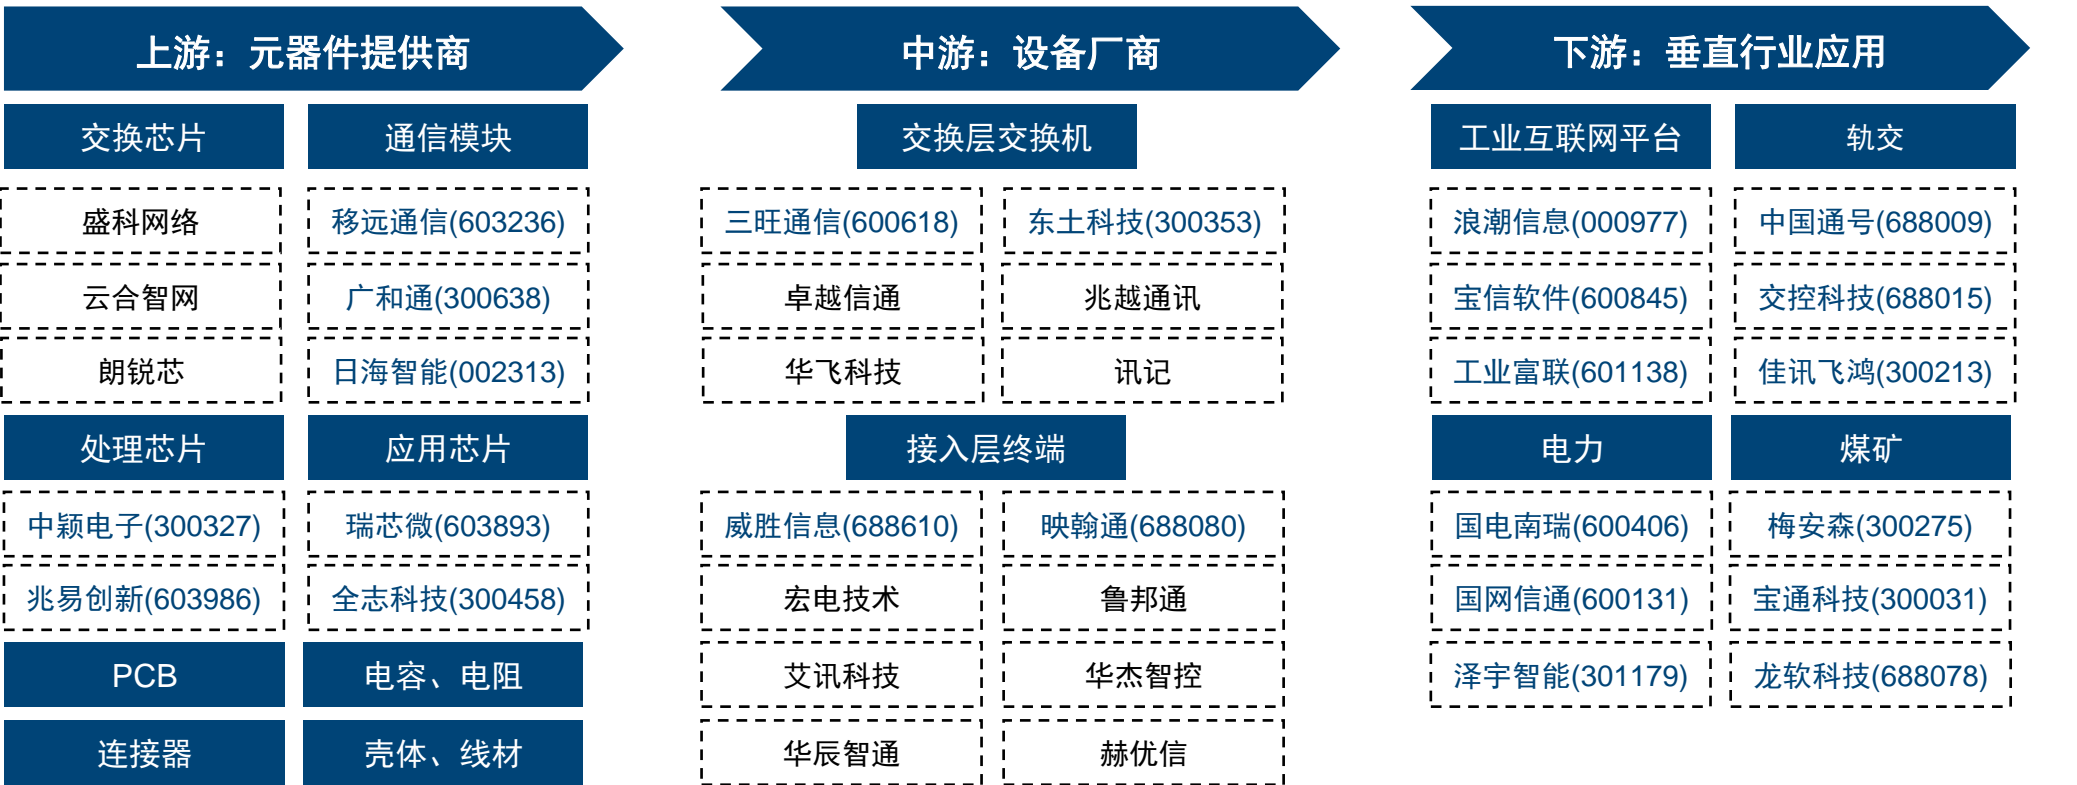 上游：元器件提供商
中游：设备厂商
下游：垂直行业应用
交换芯片
通信模块
盛科网络
移远通信(603236)
云合智网
广和通(300638)
朗锐芯
日海智能(002313)
处理芯片
应用芯片
中颖电子(300327)
瑞芯微(603893)
兆易创新(603986)
全志科技(300458)
PCB
电容、电阻
连接器
壳体、线材
交换层交换机
三旺通信(600618)
东土科技(300353)
卓越信通
兆越通讯
华飞科技
讯记
接入层终端
威胜信息(688610)
映翰通(688080)
宏电技术
鲁邦通
艾讯科技
华杰智控
华辰智通
赫优信
工业互联网平台
轨交
浪潮信息(000977)
中国通号(688009)
宝信软件(600845)
交控科技(688015)
工业富联(601138)
佳讯飞鸿(300213)
电力
煤矿
国电南瑞(600406)
梅安森(300275)
国网信通(600131)
宝通科技(300031)
泽宇智能(301179)
龙软科技(688078)